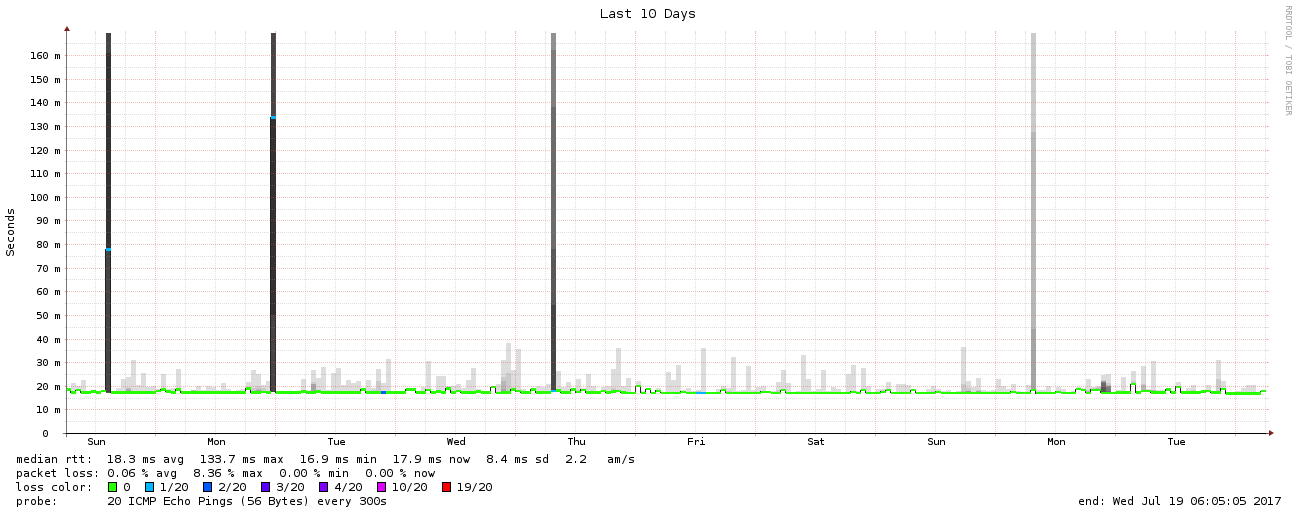 Last 10 Days
RRDTOOL / TOBI OETIKER
Seconds
160 m
150 m
140 m
130 m
120 m
110 m
100 m
90 m
80 m
70 m
60 m
50 m
40 m
30 m
20 m
10 m
0
Sun Mon Tue Wed Thu Fri Sat Sun Mon Tue
median rtt: 18.3 ms avg 133.7 ms max 16.9 ms min 17.9 ms now 8.4 ms sd 2.2 am/s
packet loss: 0.06 % avg 8.36 % max 0.00 % min 0.00 % now
loss color: 0 1/20 2/20 3/20 4/20 10/20 19/20
probe: 20 ICMP Echo Pings (56 Bytes) every 300s end: Wed Jul 19 06:05:05 2017